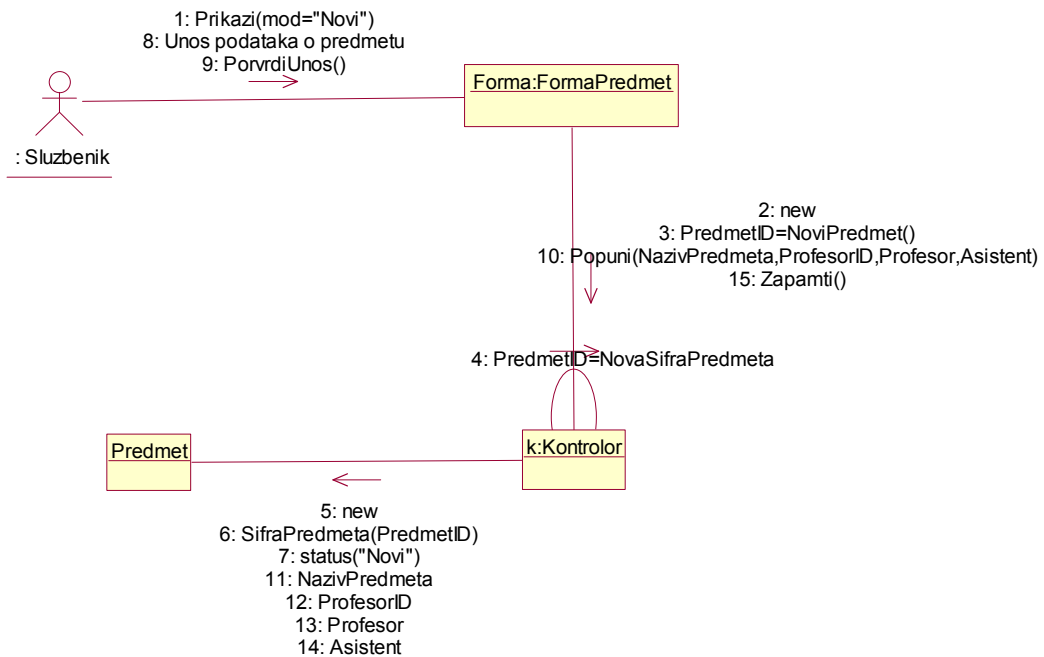 1: Prikazi(mod="Novi")
8: Unos podataka o predmetu
9: PorvrdiUnos()
Forma:FormaPredmet
: Sluzbenik
2: new
3: PredmetID=NoviPredmet()
10: Popuni(NazivPredmeta,ProfesorID,Profesor,Asistent)
15: Zapamti()
4: PredmetID=NovaSifraPredmeta
Predmet
k:Kontrolor
5: new
6: SifraPredmeta(PredmetID)
7: status("Novi")
11: NazivPredmeta
12: ProfesorID
13: Profesor
14: Asistent